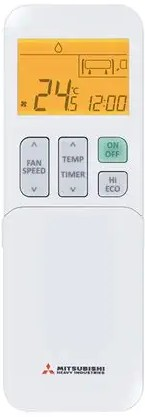 24.5°C 12:00
FAN SPEED
TEMP
TIMER
ON
OFF
Hi
ECO
MITSUBISHI
HEAVY INDUSTRIES